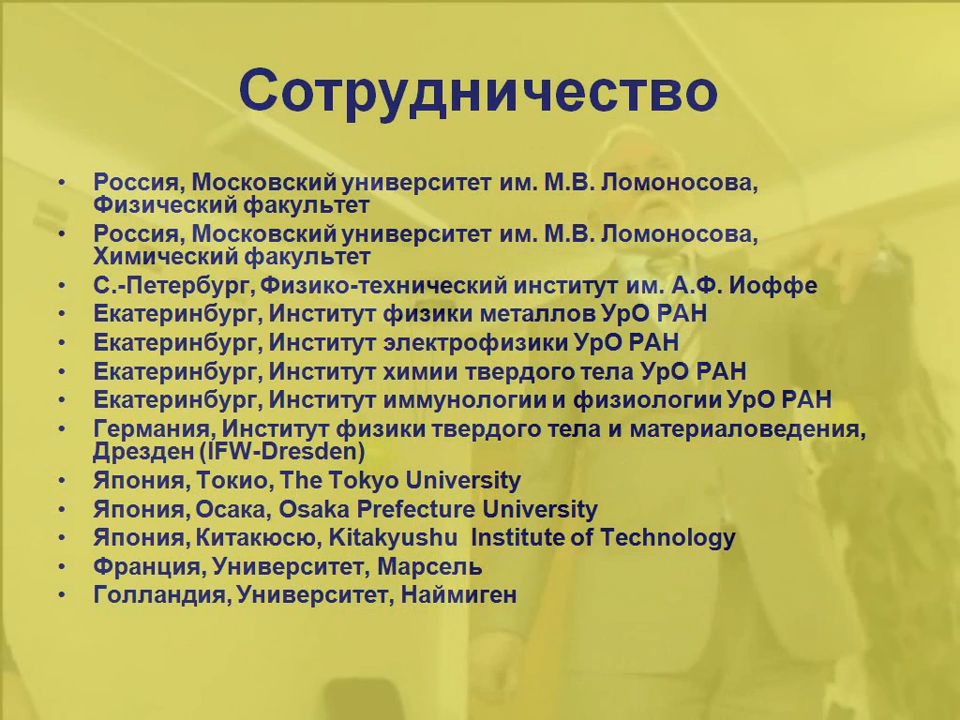 Сотрудничество
• Россия, Московский университет им. М.В. Ломоносова,
Физический факультет
• Россия, Московский университет им. М.В. Ломоносова,
Химический факультет
• С.-Петербург, Физико-технический институт им. А.Ф. Иоффе
• Екатеринбург, Институт физики металлов УрО РАН
• Екатеринбург, Институт электрофизики УрО РАН
• Екатеринбург, Институт химии твердого тела УрО РАН
• Екатеринбург, Институт иммунологии и физиологии УрО РАН
• Германия, Институт физики твердого тела и материаловедения,
Дрезден (IFW-Dresden)
• Япония, Токио, The Tokyo University
• Япония, Осака, Osaka Prefecture University
• Япония, Китакюсю, Kitakyushu Institute of Technology
• Франция, Университет, Марсель
• Голландия, Университет, Наймиген